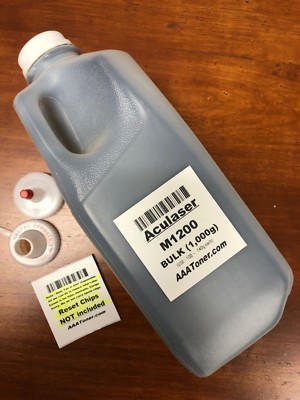 Aculaser
M1200
BULK (1,000g)
AAAToner.com
Reset Chips
NOT included
AAAToner.com